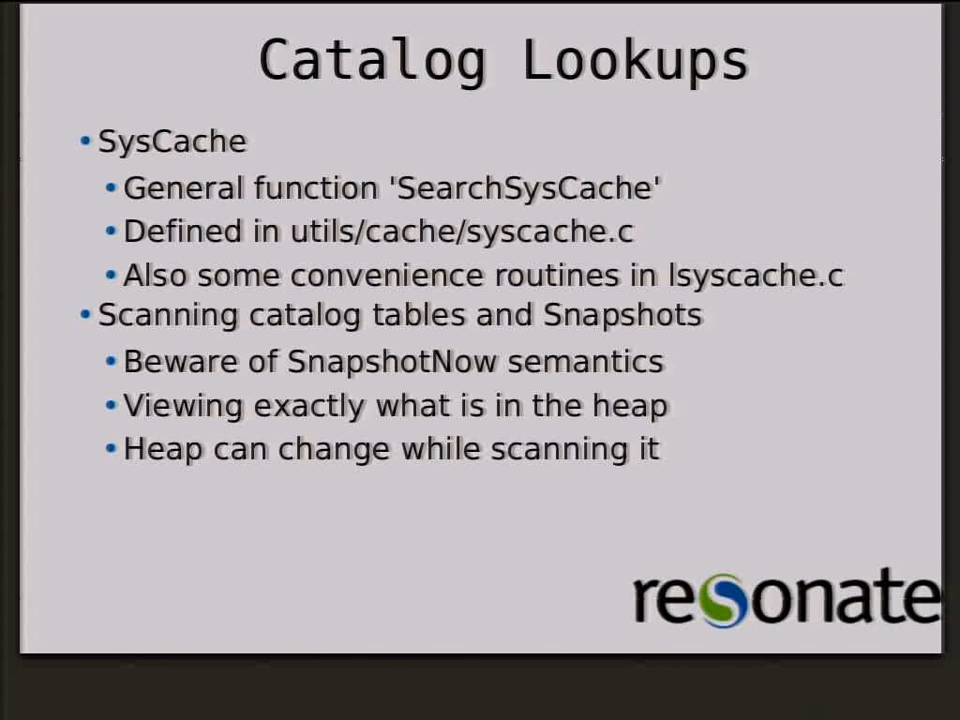 Catalog Lookups
• SysCache
• General function 'SearchSysCache'
• Defined in utils/cache/syscache.c
• Also some convenience routines in lsyscache.c
• Scanning catalog tables and Snapshots
• Beware of SnapshotNow semantics
• Viewing exactly what is in the heap
• Heap can change while scanning it
resonate